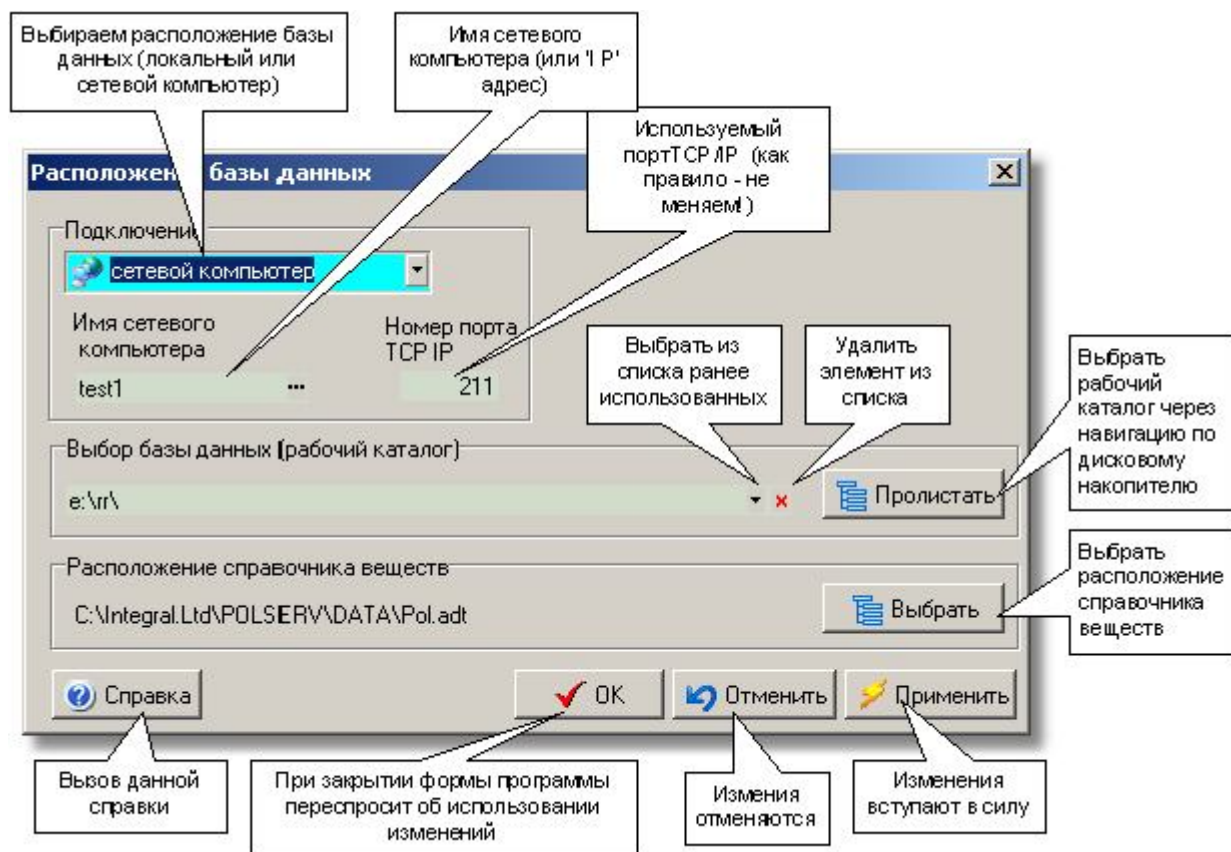 Выбираем расположение базы
данных (локальный или
сетевой компьютер)
Имя сетевого
компьютера (или 'I P'
адрес)
Используемый
портTCP/IP (как
правило - не
меняем!)
базы данных
Подключение
сетевой компьютер
Имя сетевого
компьютера
Номер порта
TCP IP
test1 ...
211
Выбрать из
списка ранее
использованных
Удалить
элемент из
списка
Выбрать
рабочий
каталог через
навигацию по
дисковому
накопителю
Выбор базы данных (рабочий каталог)
e:\rr\
Пролистать
Выбрать
расположение
справочника
веществ
Расположение справочника веществ
C:\Integral.Ltd\POLSERV\DATA\Pol.adt
Выбрать
Справка
OK
Отменить
Применить
Вызов данной
справки
При закрытии формы программы
переспросит об использовании
изменений
Измения
отменяются
Изменения
вступают в силу